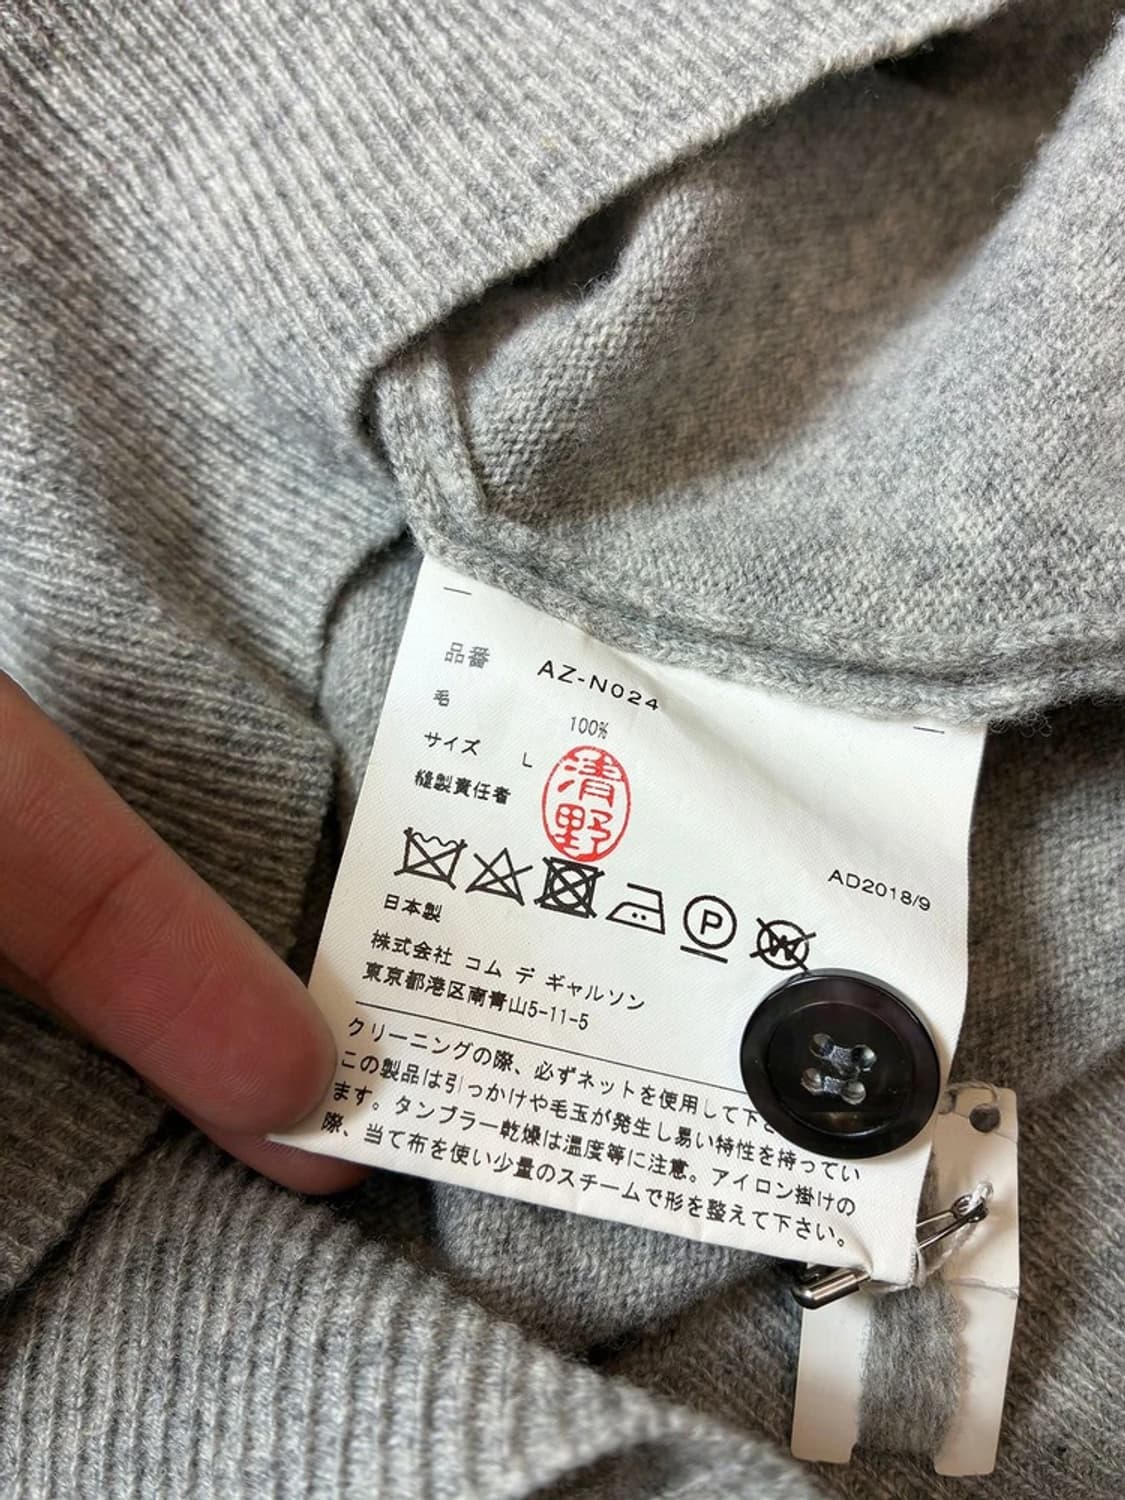 品番 AZ-N024
毛 100%
サイズ L
縫製責任者 清野
AD2018/9
P W
日本製
株式会社 コム デ ギャルソン
東京都港区南青山5-11-5
クリーニングの際、必ずネットを使用して下
この製品は引っかけや毛玉が発生し易い特性を持ってい
ます。タンブラー乾燥は温度等に注意。アイロン掛けの
際、当て布を使い少量のスチームで形を整えて下さい。